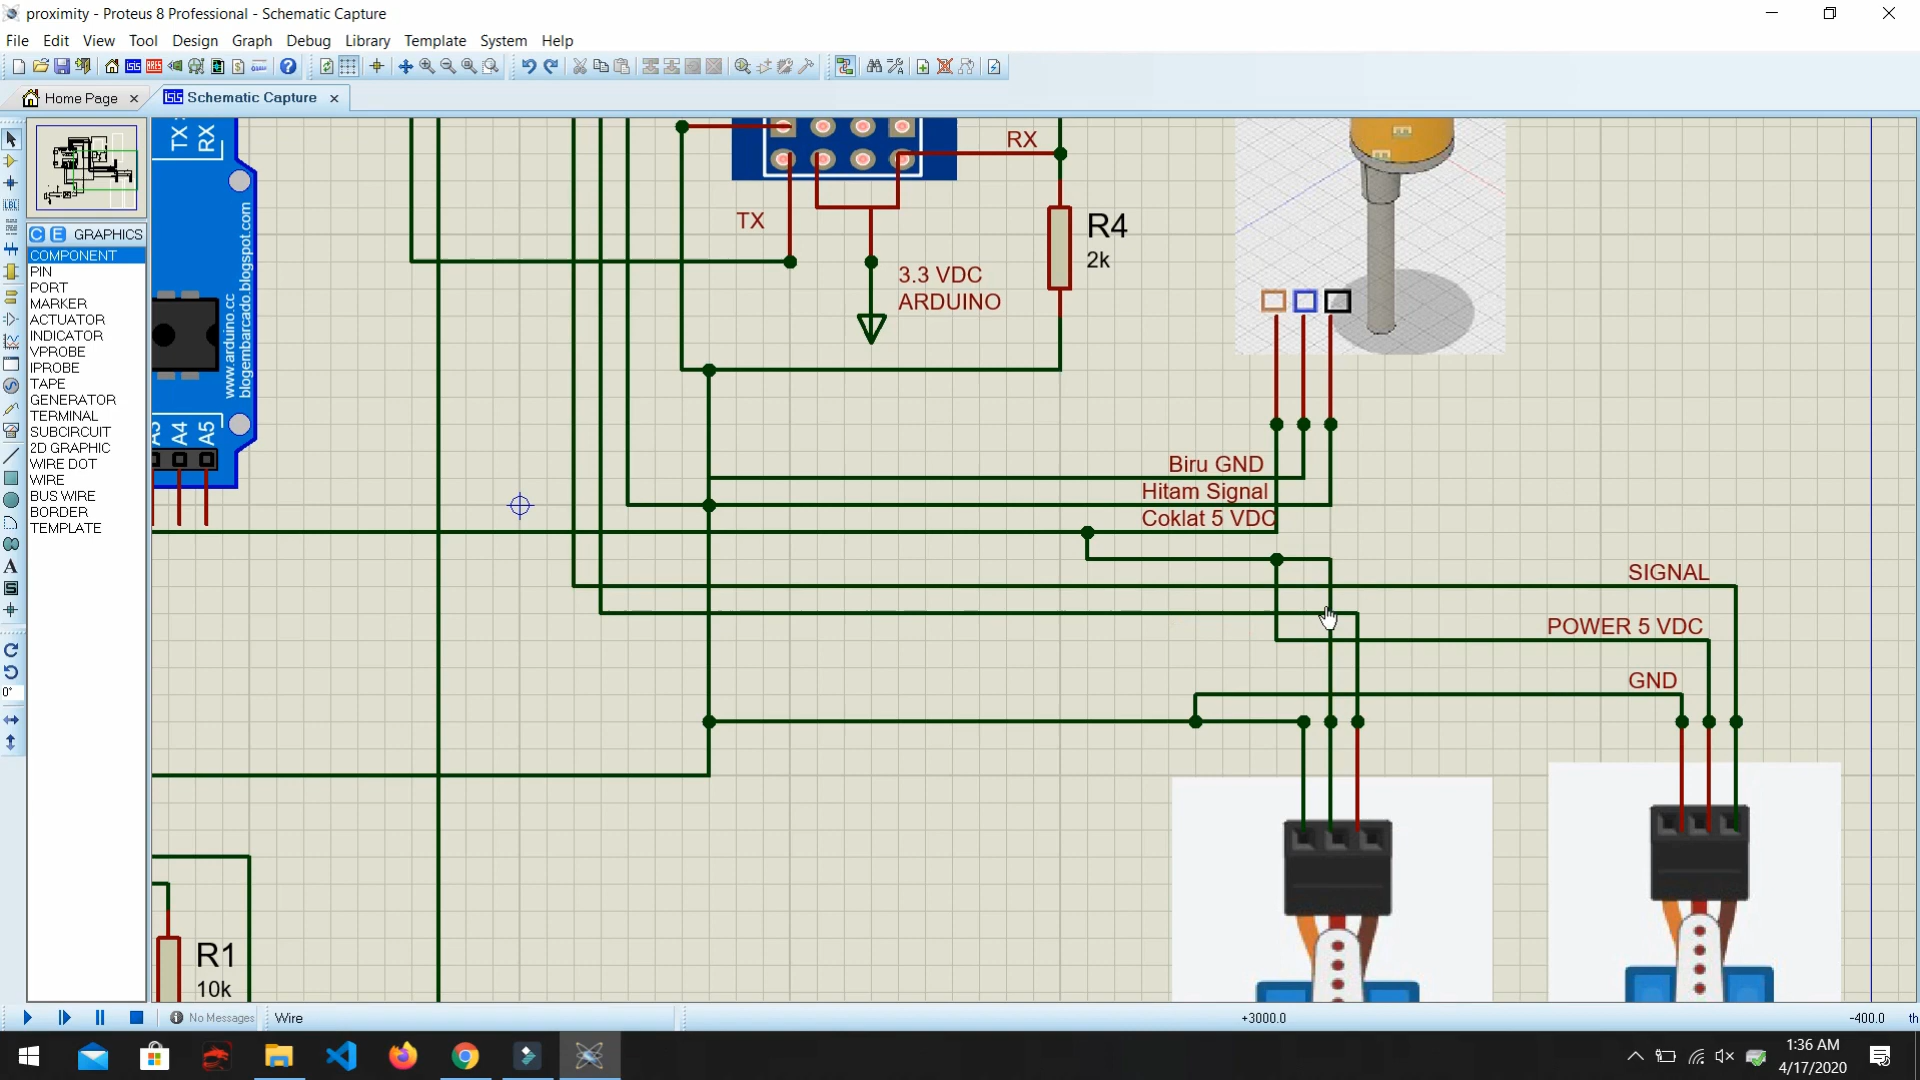 proximity - Proteus 8 Professional - Schematic Capture
File Edit View Tool Design Graph Debug Library Template System Help
Home Page
Schematic Capture
GRAPHICS
COMPONENT
PIN
PORT
MARKER
ACTUATOR
INDICATOR
VPROBE
IPROBE
TAPE
GENERATOR
TERMINAL
SUBCIRCUIT
2D GRAPHIC
WIRE DOT
WIRE
BUS WIRE
BORDER
TEMPLATE
LBL
C
E
A
S
0°
TX
RX
www.arduino.cc
blogembarcado.blogspot.com
A3
A4
A5
RX
TX
R4
2k
3.3 VDC
ARDUINO
Biru GND
Hitam Signal
Coklat 5 VDC
SIGNAL
POWER 5 VDC
GND
R1
10k
No Messages
Wire
+3000.0
-400.0
th
1:36 AM
4/17/2020